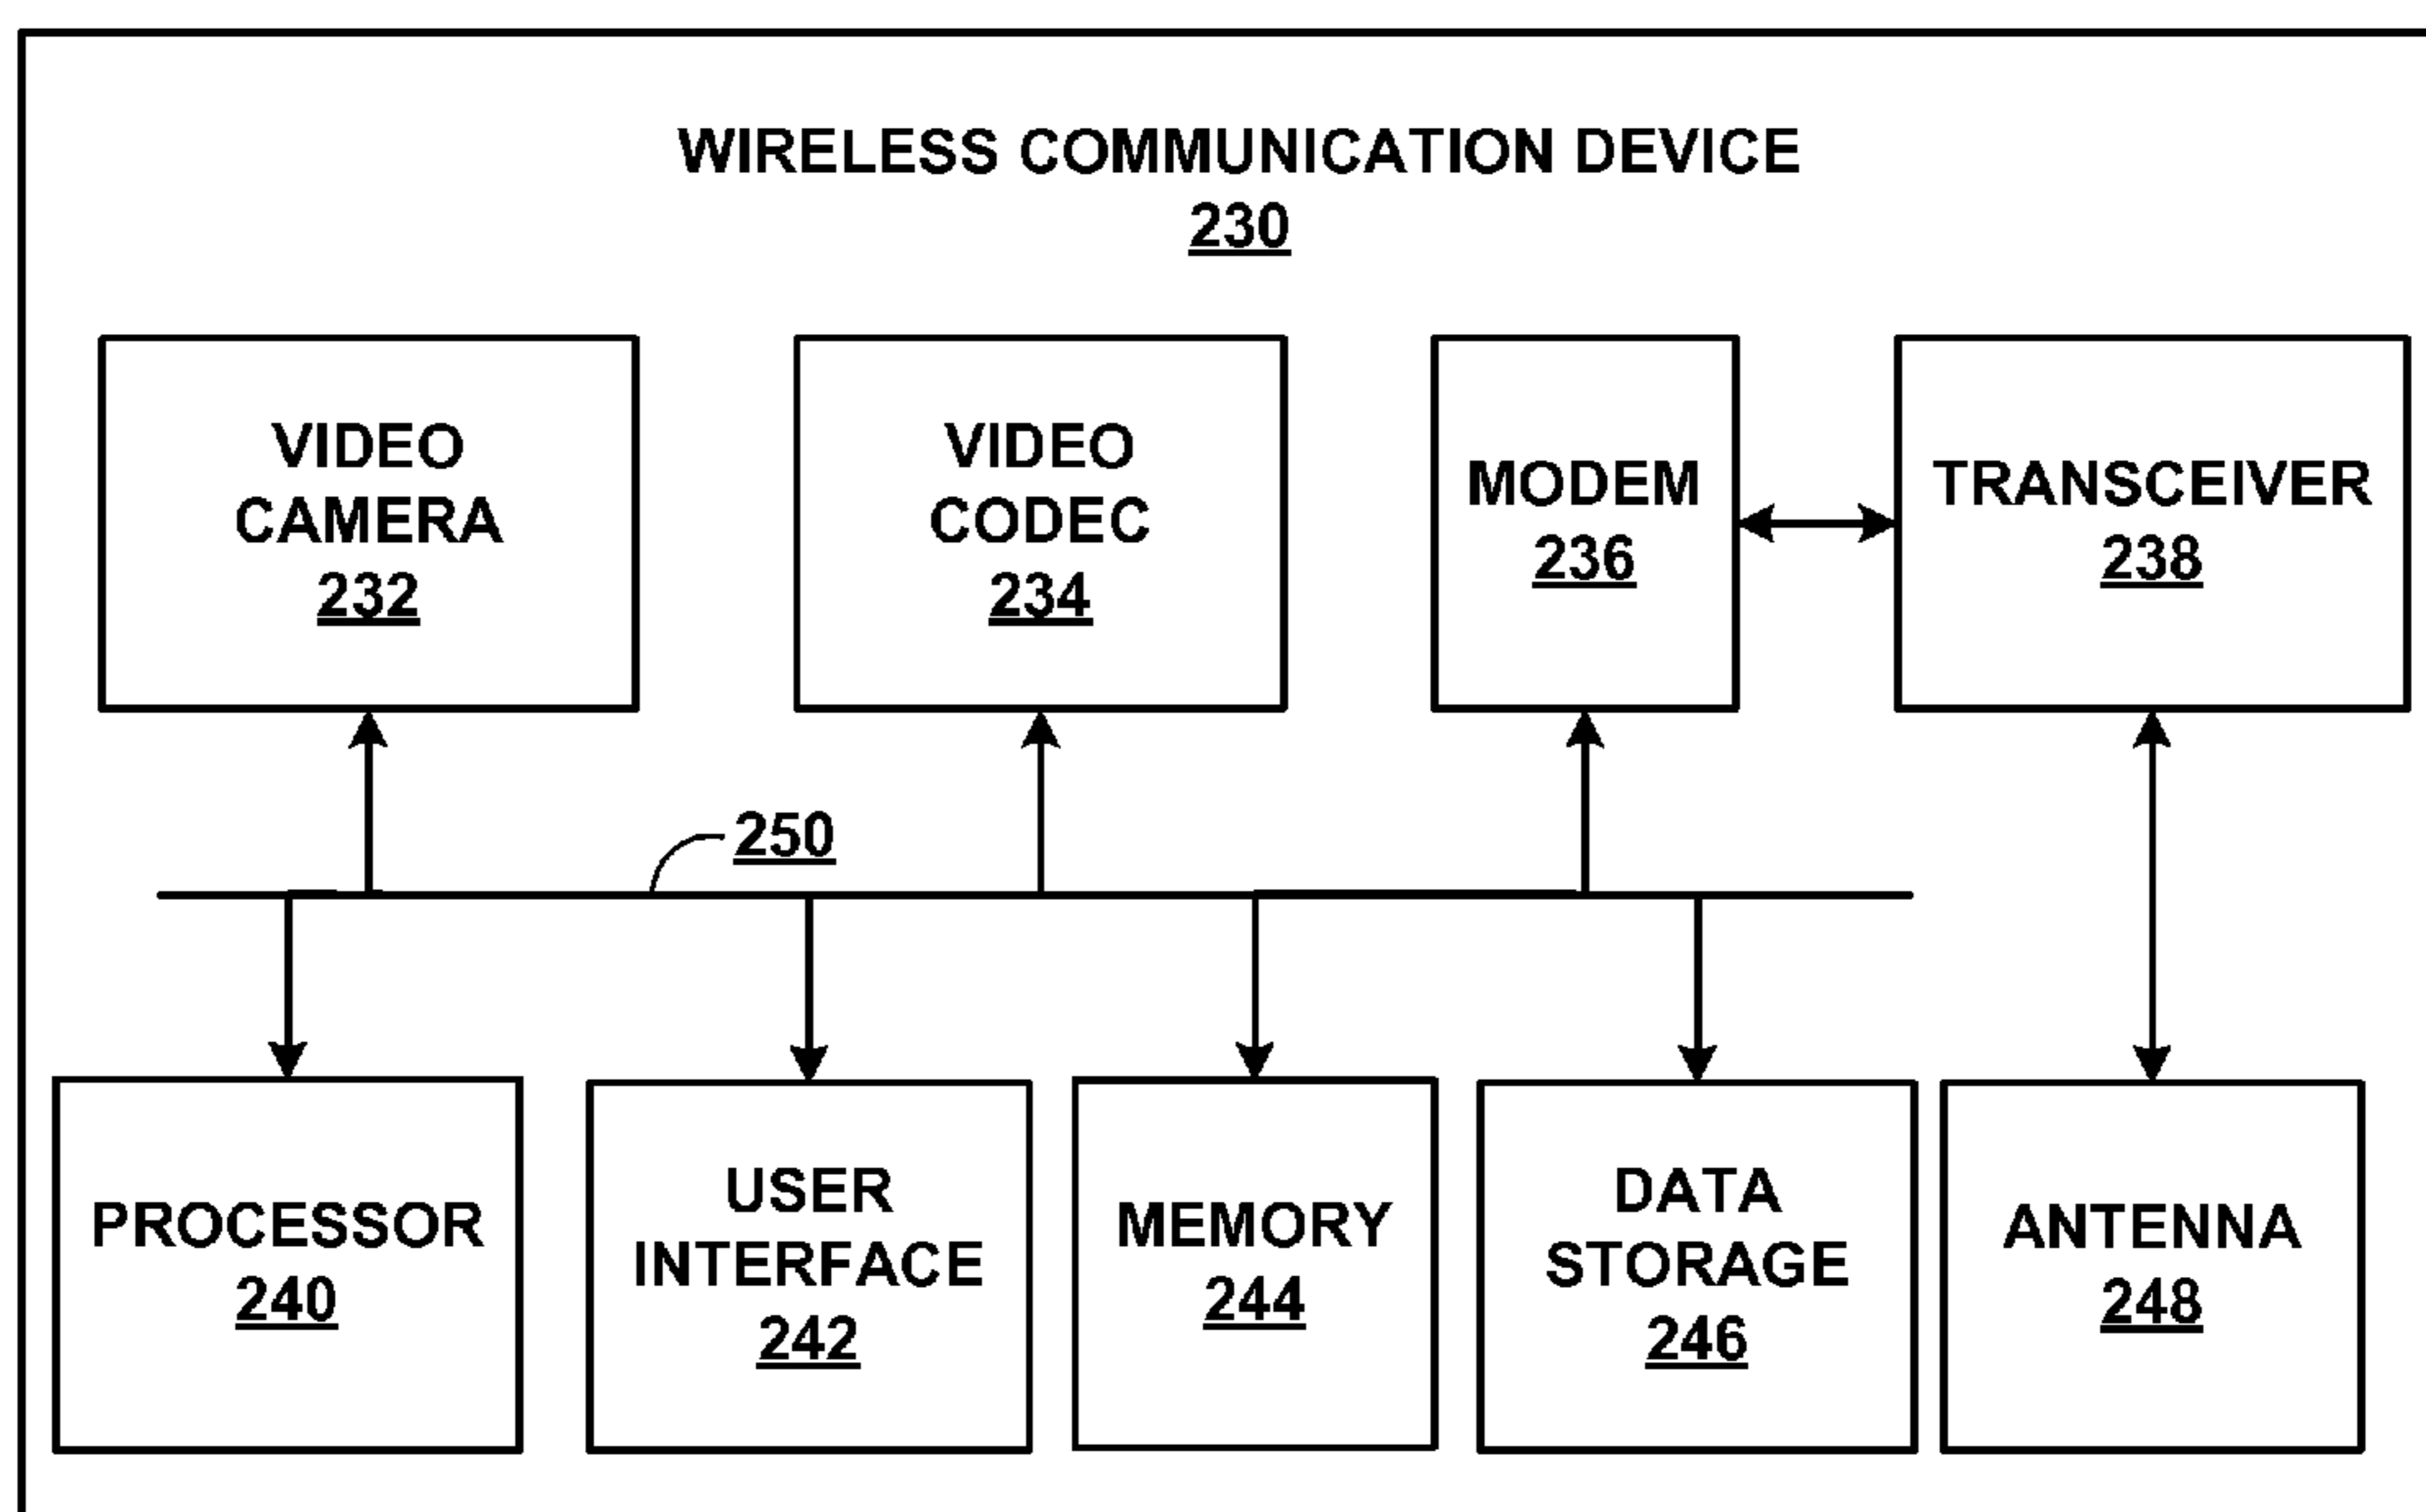 WIRELESS COMMUNICATION DEVICE
230
VIDEO
CAMERA
232
VIDEO
CODEC
234
MODEM
236
TRANSCEIVER
238
250
PROCESSOR
240
USER
INTERFACE
242
MEMORY
244
DATA
STORAGE
246
ANTENNA
248